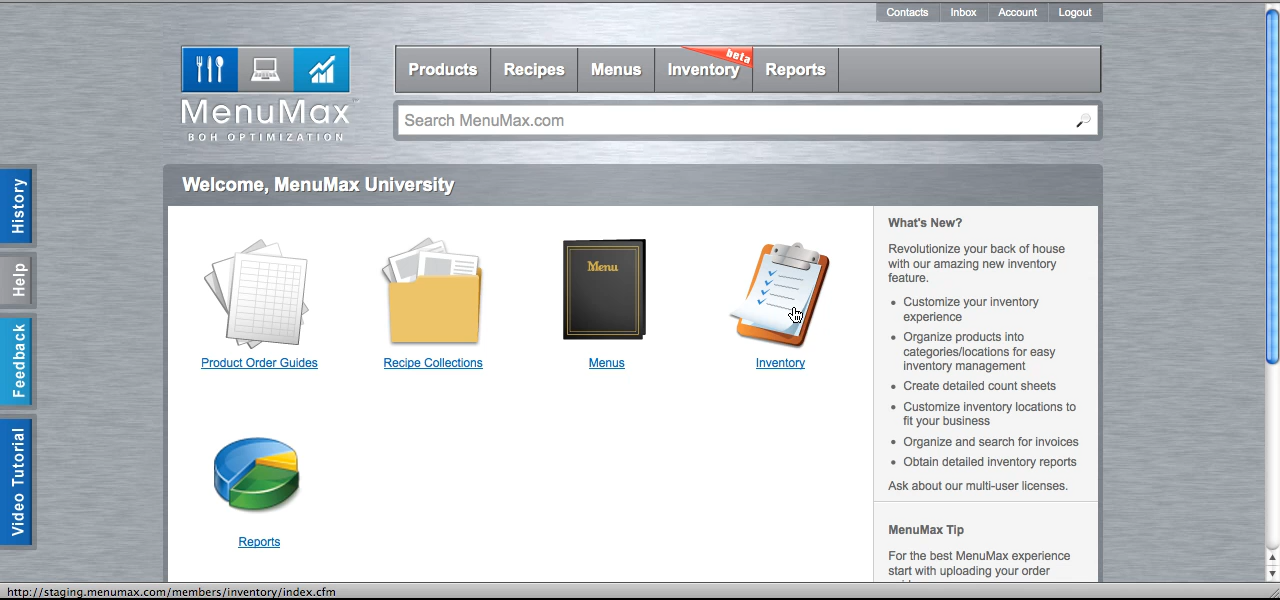 Contacts Inbox Account Logout
MenuMax™
BOH OPTIMIZATION
Products Recipes Menus Inventory beta Reports
Search MenuMax.com
History
Help
Feedback
Video Tutorial
Welcome, MenuMax University
Menu
Product Order Guides
Recipe Collections
Menus
Inventory
Reports
What's New?
Revolutionize your back of house
with our amazing new inventory
feature.
• Customize your inventory
experience
• Organize products into
categories/locations for easy
inventory management
• Create detailed count sheets
• Customize inventory locations to
fit your business
• Organize and search for invoices
• Obtain detailed inventory reports
Ask about our multi-user licenses.
MenuMax Tip
For the best MenuMax experience
start with uploading your order
http://staging.menumax.com/members/inventory/index.cfm